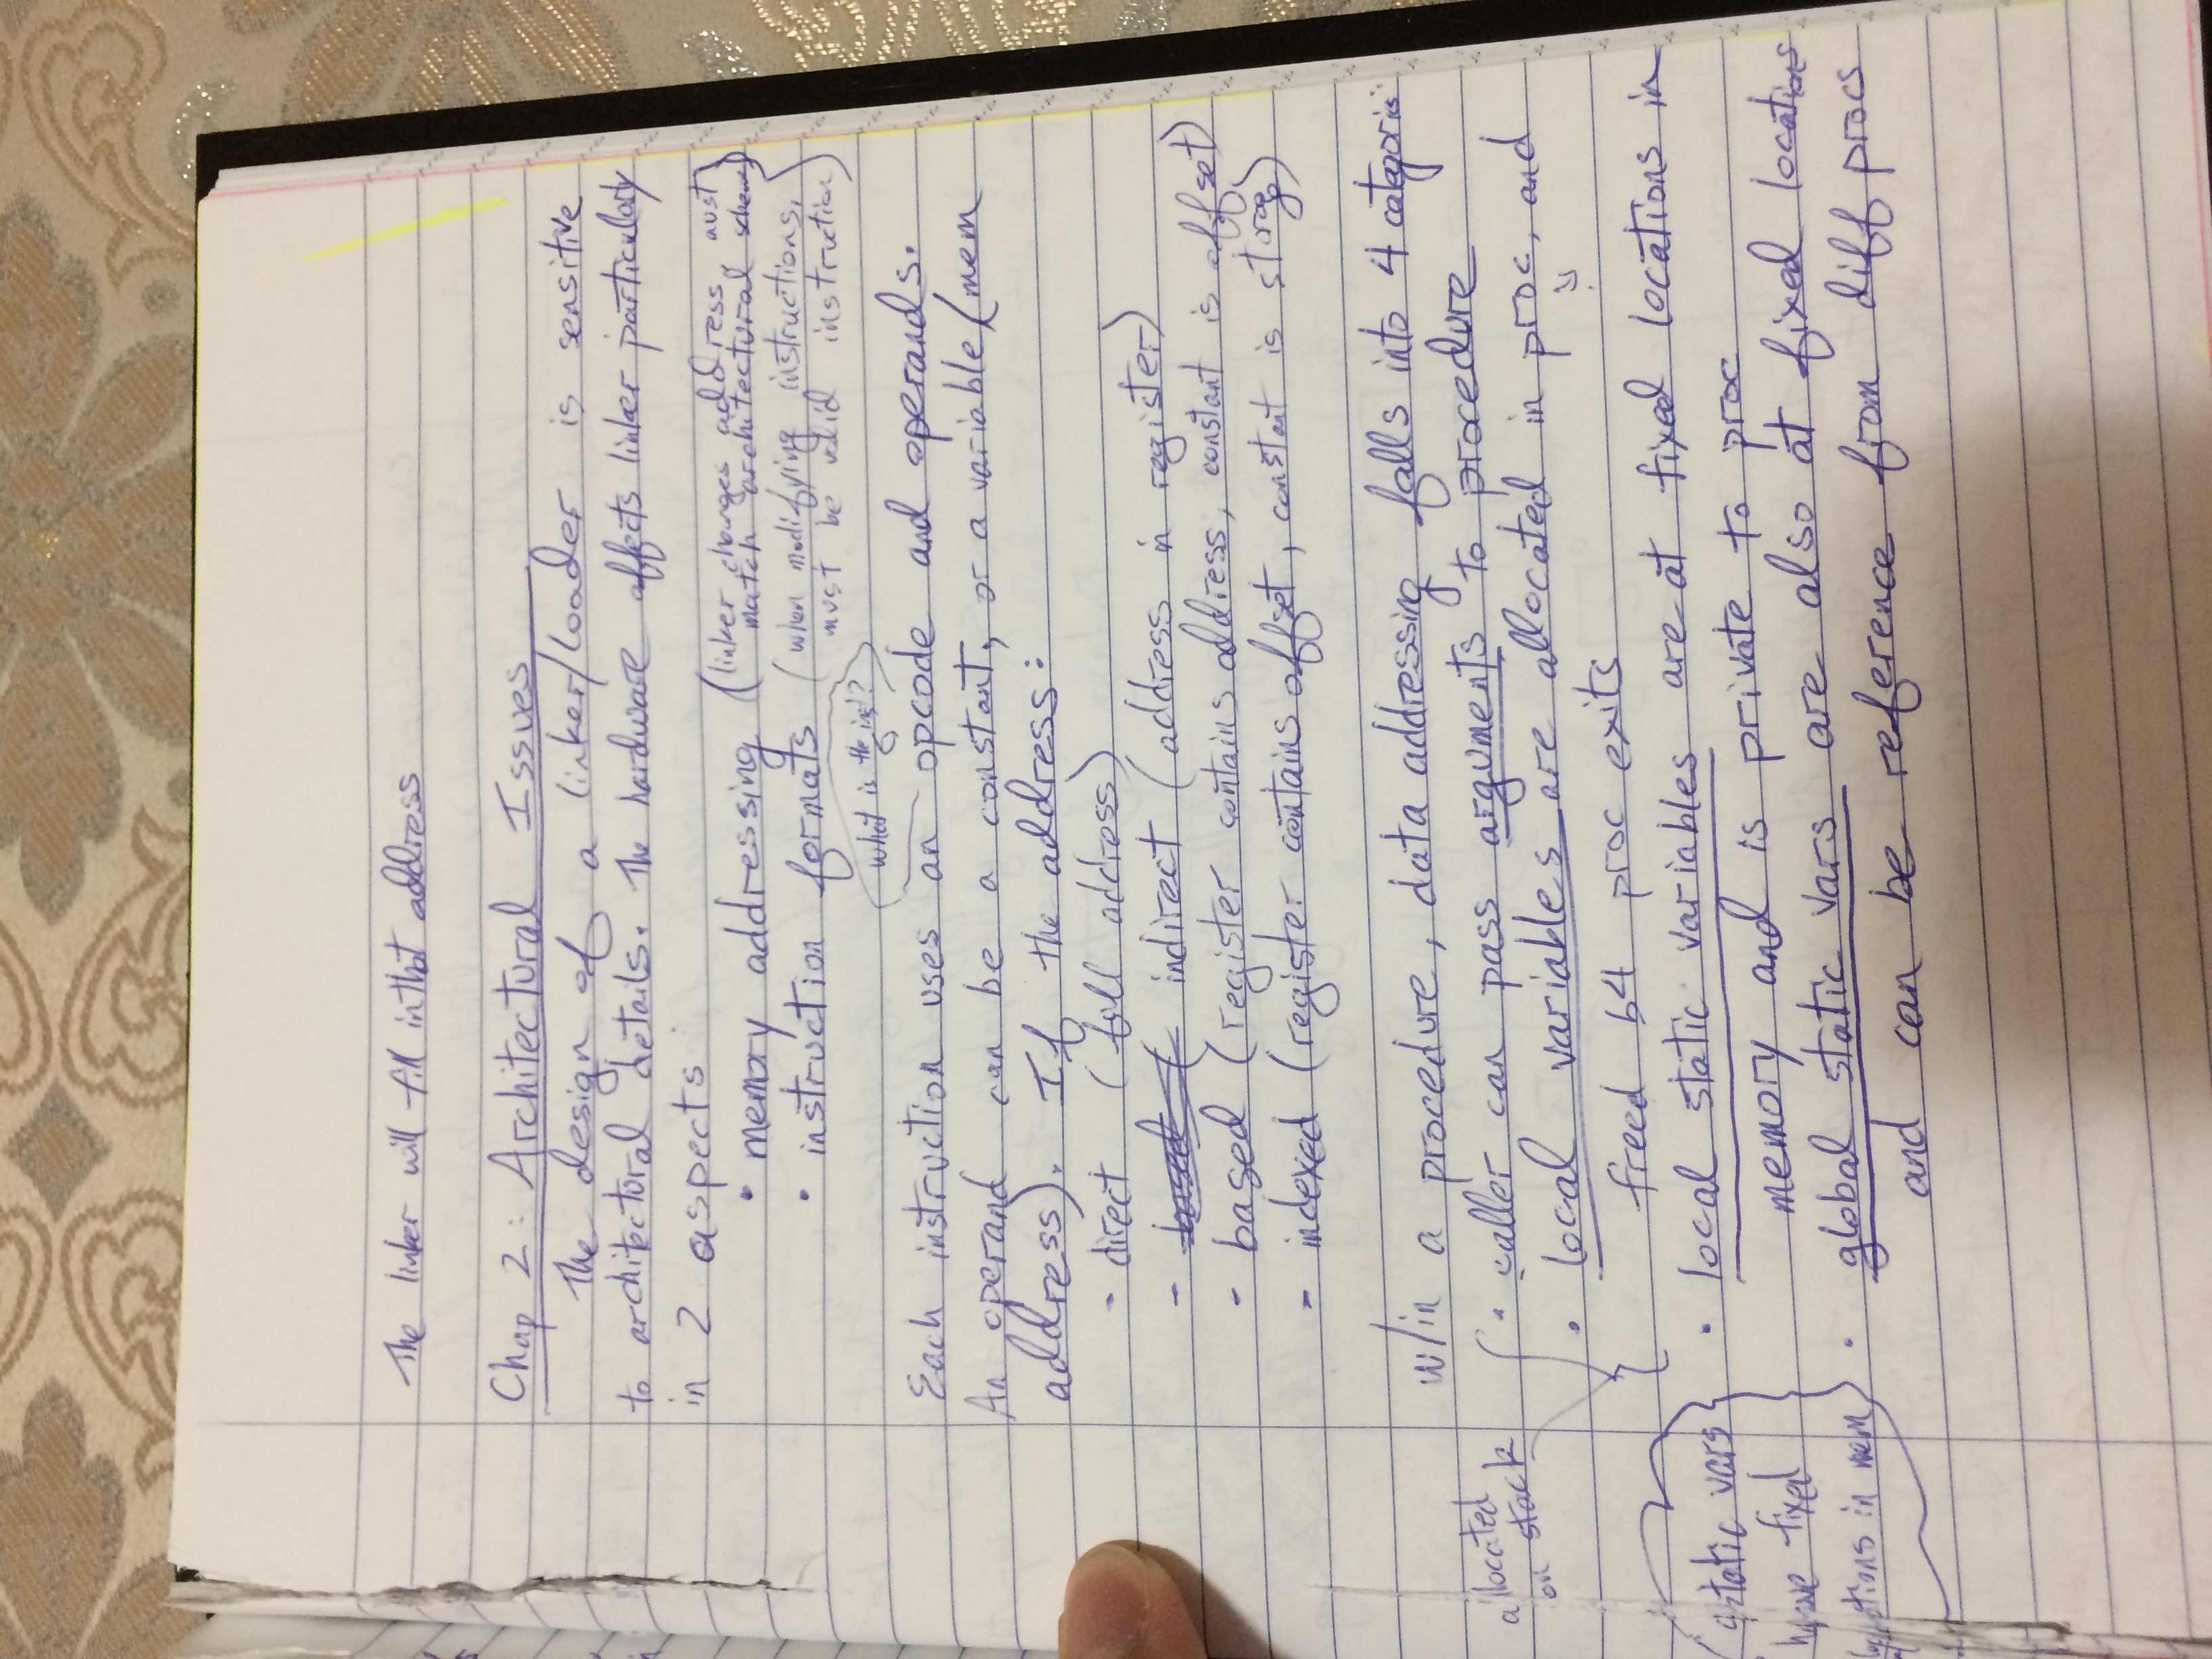 The linker will fill in that address
Chap 2: Architectural Issues
The design of a linker/loader is sensitive
to architectural details. The hardware affects linker particularly
in 2 aspects
• memory addressing (linker changes address, must
match architectural scheme)
• instruction formats (when modifying instructions,
must be valid instruction)
what is the inst?
Each instruction uses an opcode and operands.
An operand can be a constant, or a variable (mem
address). If the address:
- direct (full address)
- based ( indirect (address in register)
- based (register contains address, constant is offset)
- indexed (register contains offset, constant is storage)
w/in a procedure, data addressing falls into 4 categories:
• caller can pass arguments to procedure
• local variables are allocated in proc, and
freed b4 proc exits
allocated
on stack
• local static variables are at fixed locations in
memory and is private to proc
• global static vars are also at fixed locations
and can be reference from diff procs
static vars
have fixed
locations in mem